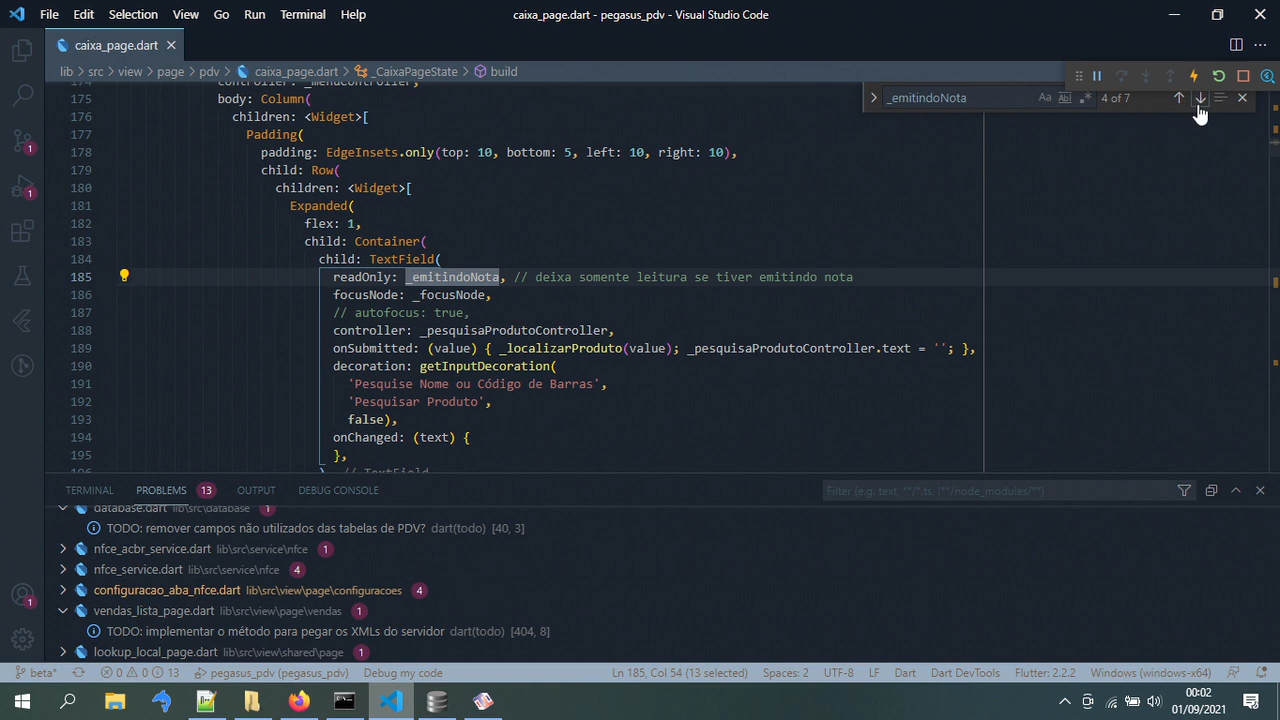 File Edit Selection View Go Run Terminal Help caixa_page.dart - pegasus_pdv - Visual Studio Code
caixa_page.dart
lib > src > view > page > pdv > caixa_page.dart > _CaixaPageState > build
_emitindoNota Aa Abl .* 4 of 7
174 controller: _menuController,
175 body: Column(
176 children: <Widget>[
177 Padding(
178 padding: EdgeInsets.only(top: 10, bottom: 5, left: 10, right: 10),
179 child: Row(
180 children: <Widget>[
181 Expanded(
182 flex: 1,
183 child: Container(
184 child: TextField(
185 readOnly: _emitindoNota, // deixa somente leitura se tiver emitindo nota
186 focusNode: _focusNode,
187 // autofocus: true,
188 controller: _pesquisaProdutoController,
189 onSubmitted: (value) { _localizarProduto(value); _pesquisaProdutoController.text = ''; },
190 decoration: getInputDecoration(
191 'Pesquise Nome ou Código de Barras',
192 'Pesquisar Produto',
193 false),
194 onChanged: (text) {
195 },
196 ) // TextField
TERMINAL PROBLEMS 13 OUTPUT DEBUG CONSOLE Filter (e.g. text, **/*.ts, !**/node_modules/**)
database.dart lib\src\database 1
TODO: remover campos não utilizados das tabelas de PDV? dart(todo) [40, 3]
nfce_acbr_service.dart lib\src\service\nfce 1
nfce_service.dart lib\src\service\nfce 4
configuracao_aba_nfce.dart lib\src\view\page\configuracoes 4
vendas_lista_page.dart lib\src\view\page\vendas 1
TODO: implementar o método para pegar os XMLs do servidor dart(todo) [404, 8]
lookup_local_page.dart lib\src\view\shared\page 1
beta* 0 0 13 pegasus_pdv (pegasus_pdv) Debug my code Ln 185, Col 54 (13 selected) Spaces: 2 UTF-8 LF Dart Dart DevTools Flutter: 2.2.2 Windows (windows-x64)
00:02
01/09/2021